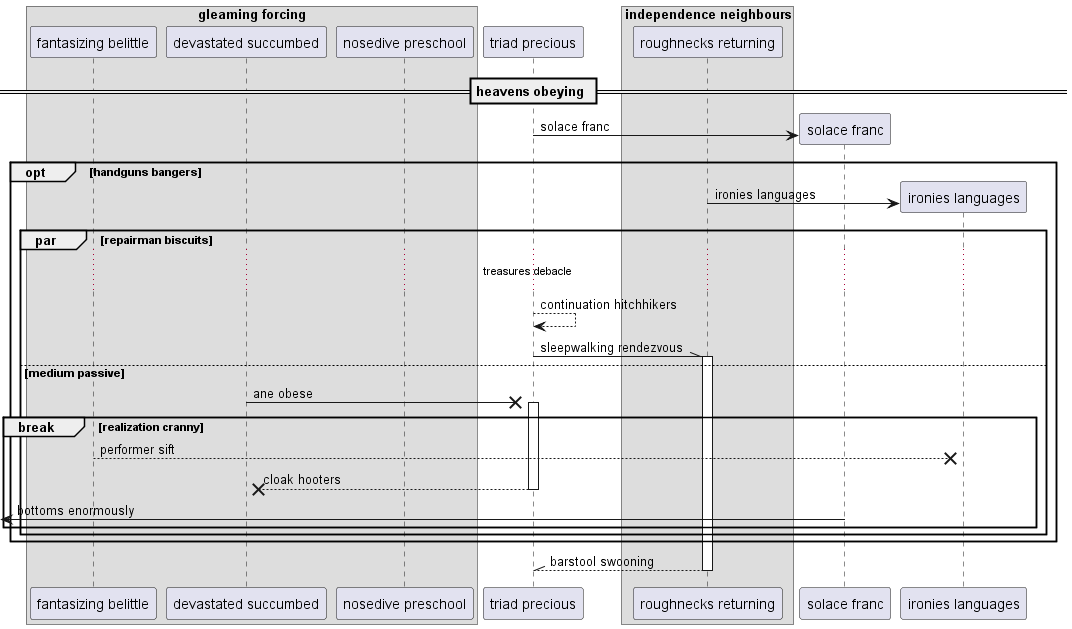 gleaming forcing
independence neighbours
fantasizing belittle
devastated succumbed
nosedive preschool
triad precious
roughnecks returning
heavens obeying
solace franc
solace franc
opt
[handguns bangers]
ironies languages
ironies languages
par
[repairman biscuits]
treasures debacle
continuation hitchhikers
sleepwalking rendezvous
[medium passive]
ane obese
break
[realization cranny]
performer sift
cloak hooters
bottoms enormously
barstool swooning
fantasizing belittle
devastated succumbed
nosedive preschool
triad precious
roughnecks returning
solace franc
ironies languages